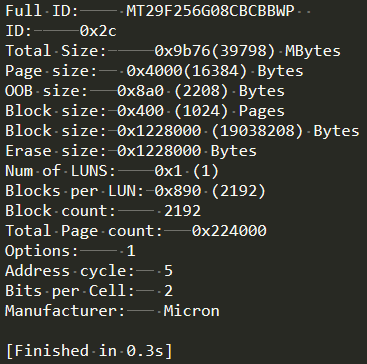 Full ID: MT29F256G08CBCBBWP
ID: 0x2c
Total Size: 0x9b76(39798) MBytes
Page size: 0x4000(16384) Bytes
OOB size: 0x8a0 (2208) Bytes
Block size: 0x400 (1024) Pages
Block size: 0x1228000 (19038208) Bytes
Erase size: 0x1228000 Bytes
Num of LUNS: 0x1 (1)
Blocks per LUN: 0x890 (2192)
Block count: 2192
Total Page count: 0x224000
Options: 1
Address cycle: 5
Bits per Cell: 2
Manufacturer: Micron
[Finished in 0.3s]